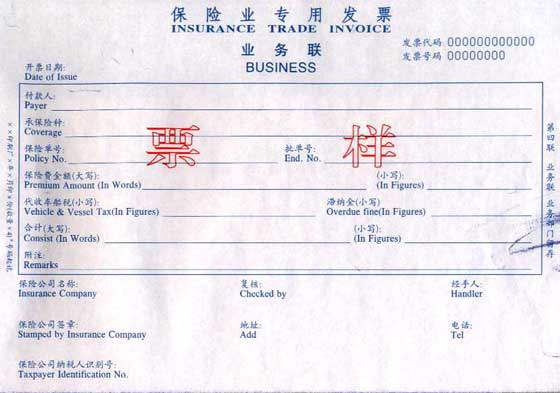 保险业专用发票
INSURANCE TRADE INVOICE
业务联
BUSINESS
发票代码 000000000000
发票号码 00000000
开票日期:
Date of Issue
付款人:
Payer
承保险种:
Coverage
保险单号:
Policy No.
批单号:
End. No.
票样
保险费金额(大写):
Premium Amount (In Words)
(小写):
(In Figures)
代收车船税(小写):
Vehicle & Vessel Tax(In Figures)
滞纳金(小写):
Overdue fine(In Figures)
合计(大写):
Consist (In Words)
(小写):
(In Figures)
附注:
Remarks
第四联 业务联 业务部门留存
保险公司名称:
Insurance Company
复核:
Checked by
经手人:
Handler
保险公司签章:
Stamped by Insurance Company
地址:
Add
电话:
Tel
保险公司纳税人识别号:
Taxpayer Identification No.